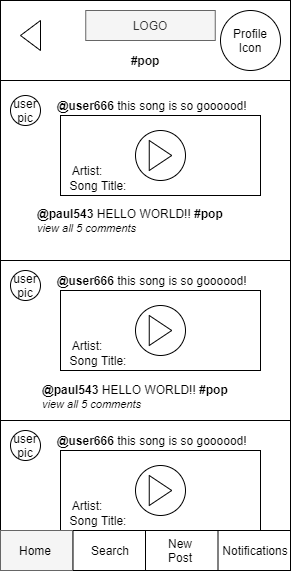 LOGO
Profile
Icon
#pop
user
pic
@user666 this song is so goooood!
Artist:
Song Title:
@paul543 HELLO WORLD!! #pop
view all 5 comments
user
pic
@user666 this song is so goooood!
Artist:
Song Title:
@paul543 HELLO WORLD!! #pop
view all 5 comments
user
pic
@user666 this song is so goooood!
Artist:
Song Title:
Home
Search
New
Post
Notifications